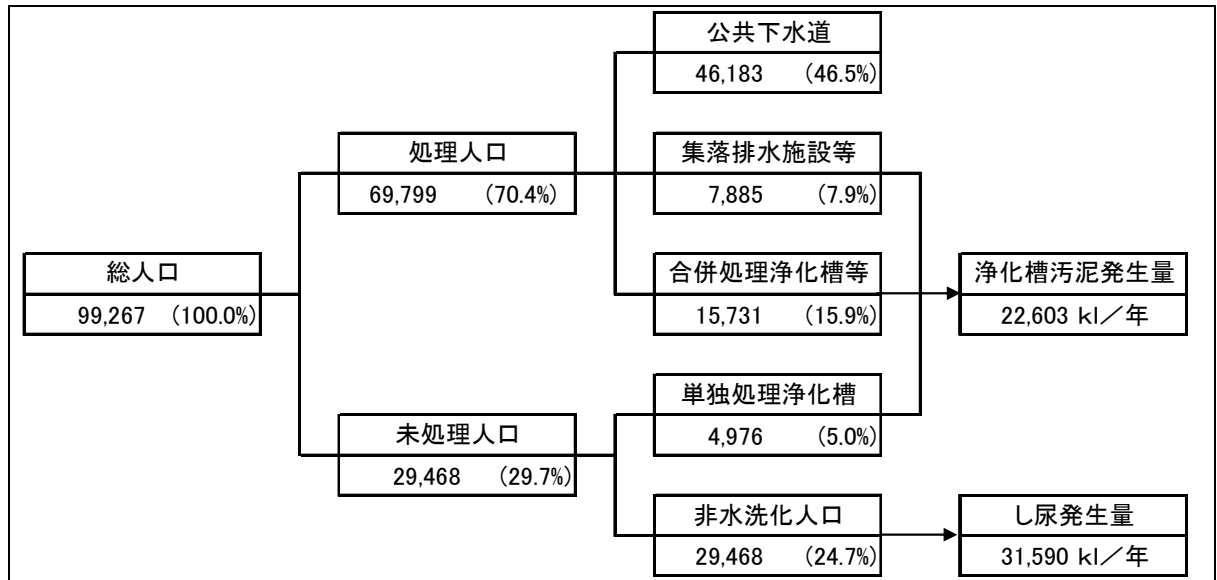 公共下水道
46,183 （46.5%）
処理人口
69,799 （70.4%）
集落排水施設等
7,885 （7.9%）
総人口
99,267 （100.0%）
合併処理浄化槽等
15,731 （15.9%）
浄化槽汚泥発生量
22,603 kl／年
未処理人口
29,468 （29.7%）
単独処理浄化槽
4,976 （5.0%）
非水洗化人口
29,468 （24.7%）
し尿発生量
31,590 kl／年